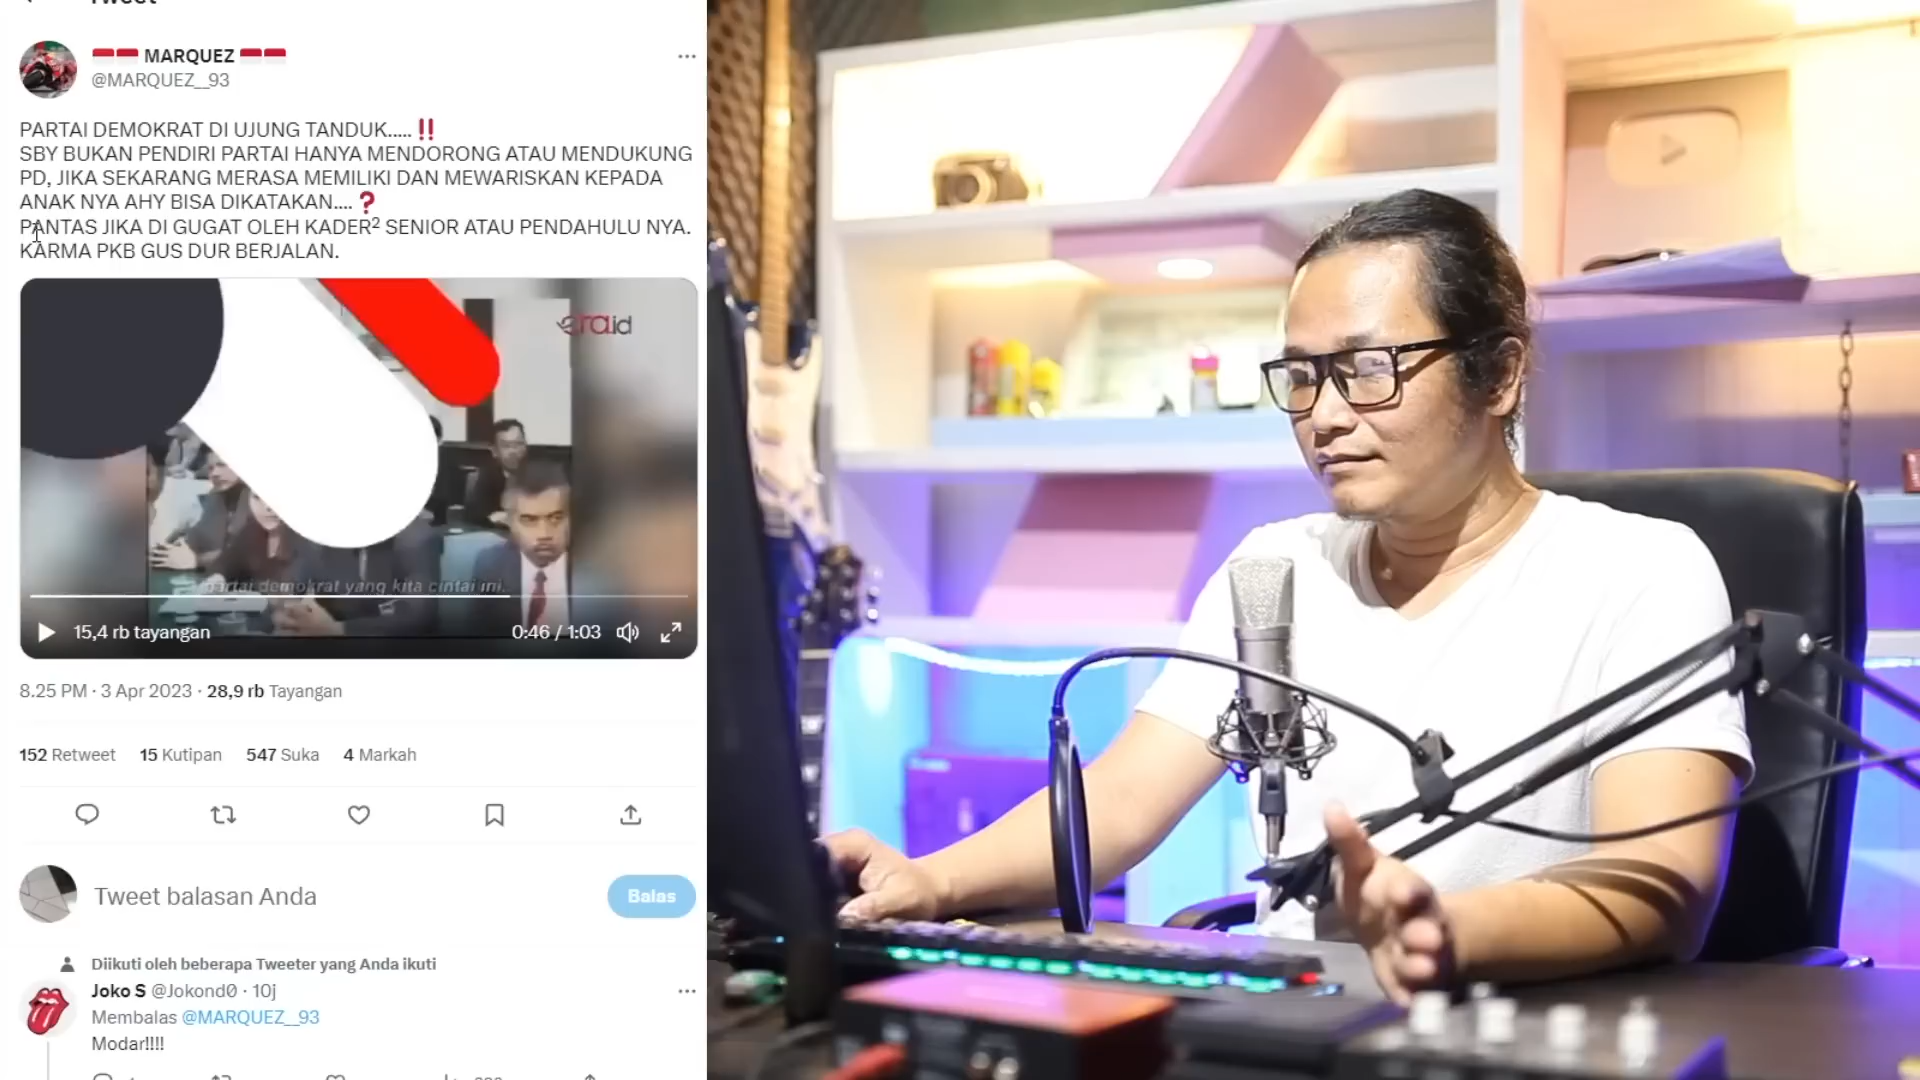 Tweet
MARQUEZ
@MARQUEZ__93
PARTAI DEMOKRAT DI UJUNG TANDUK.....‼️
SBY BUKAN PENDIRI PARTAI HANYA MENDORONG ATAU MENDUKUNG
PD, JIKA SEKARANG MERASA MEMILIKI DAN MEWARISKAN KEPADA
ANAK NYA AHY BISA DIKATAKAN....❓
PANTAS JIKA DI GUGAT OLEH KADER² SENIOR ATAU PENDAHULU NYA.
KARMA PKB GUS DUR BERJALAN.
era.id
partai demokrat yang kita cintai ini..
15,4 rb tayangan
0:46 / 1:03
8.25 PM · 3 Apr 2023 · 28,9 rb Tayangan
152 Retweet 15 Kutipan 547 Suka 4 Markah
Tweet balasan Anda
Balas
Diikuti oleh beberapa Tweeter yang Anda ikuti
Joko S @Jokond0 · 10j
Membalas @MARQUEZ__93
Modar!!!!